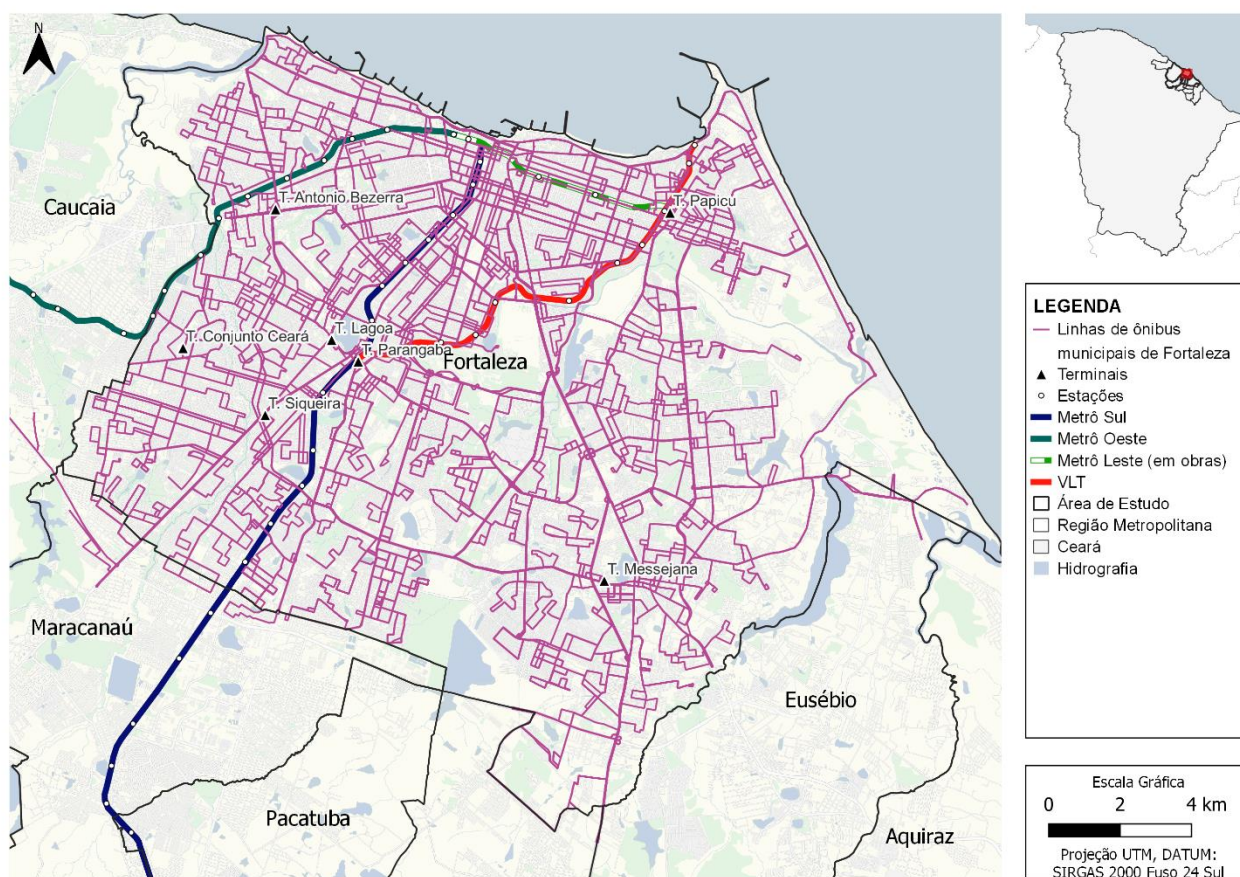 N
Caucaia
T. Antonio Bezerra
T. Papicu
T. Conjunto Ceará
T. Lagoa
T. Parangaba
Fortaleza
T. Siqueira
T. Messejana
Maracanaú
Eusébio
Pacatuba
Aquiraz
LEGENDA
Linhas de ônibus
municipais de Fortaleza
Terminais
Estações
Metrô Sul
Metrô Oeste
Metrô Leste (em obras)
VLT
Área de Estudo
Região Metropolitana
Ceará
Hidrografia
Escala Gráfica
0 2 4 km
Projeção UTM, DATUM:
SIRGAS 2000 Fuso 24 Sul